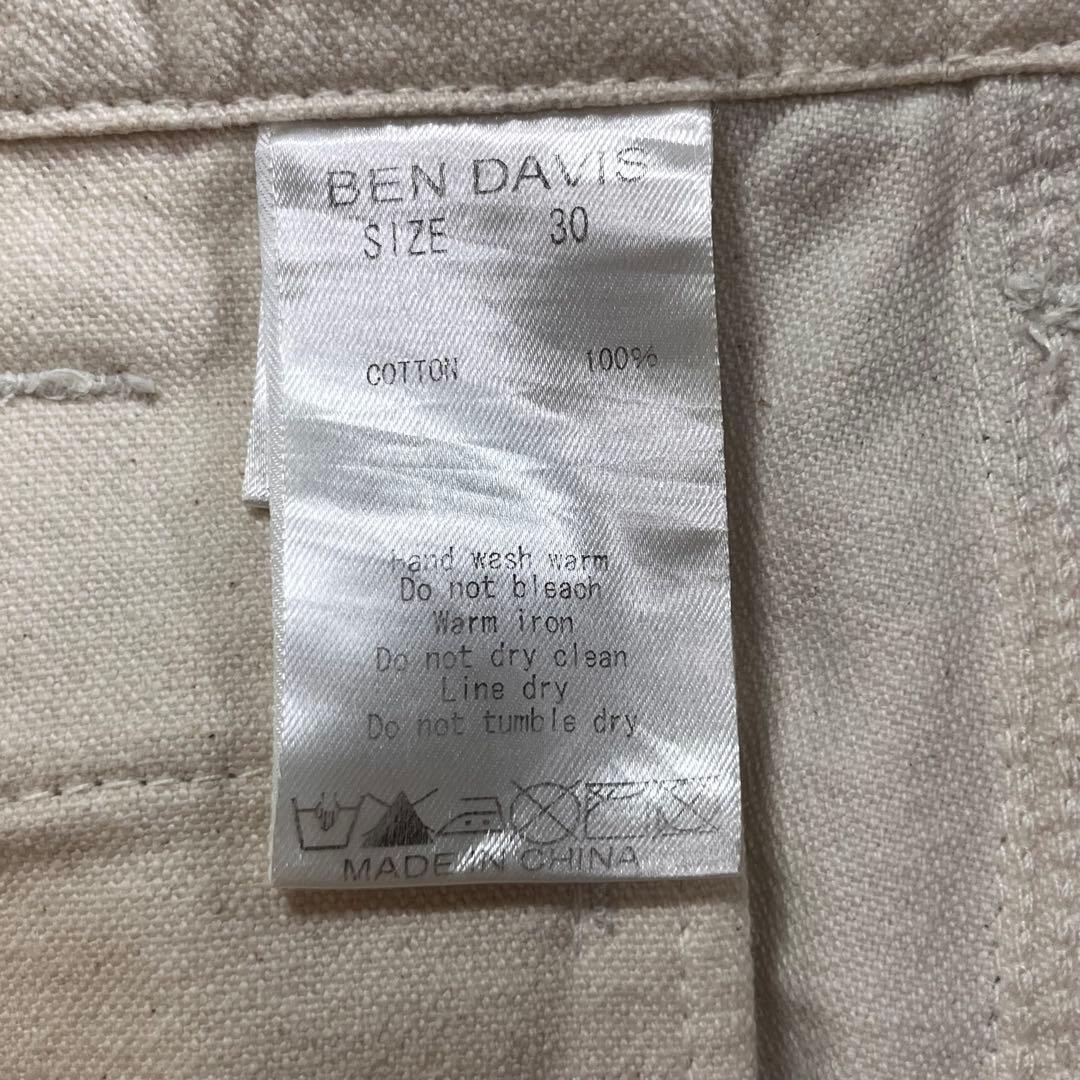 BEN DAVIS
SIZE 30
COTTON 100%
Hand wash warm
Do not bleach
Warm iron
Do not dry clean
Line dry
Do not tumble dry
MADE IN CHINA